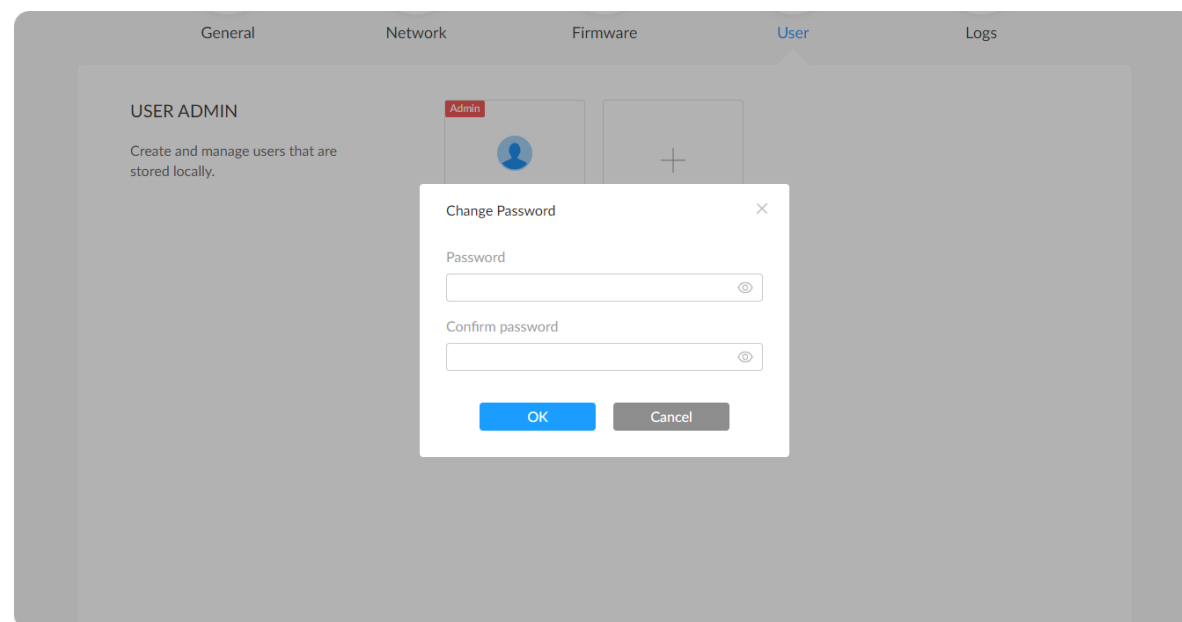 General
Network
Firmware
User
Logs
USER ADMIN
Create and manage users that are
stored locally.
Admin
Change Password
Password
Confirm password
OK
Cancel